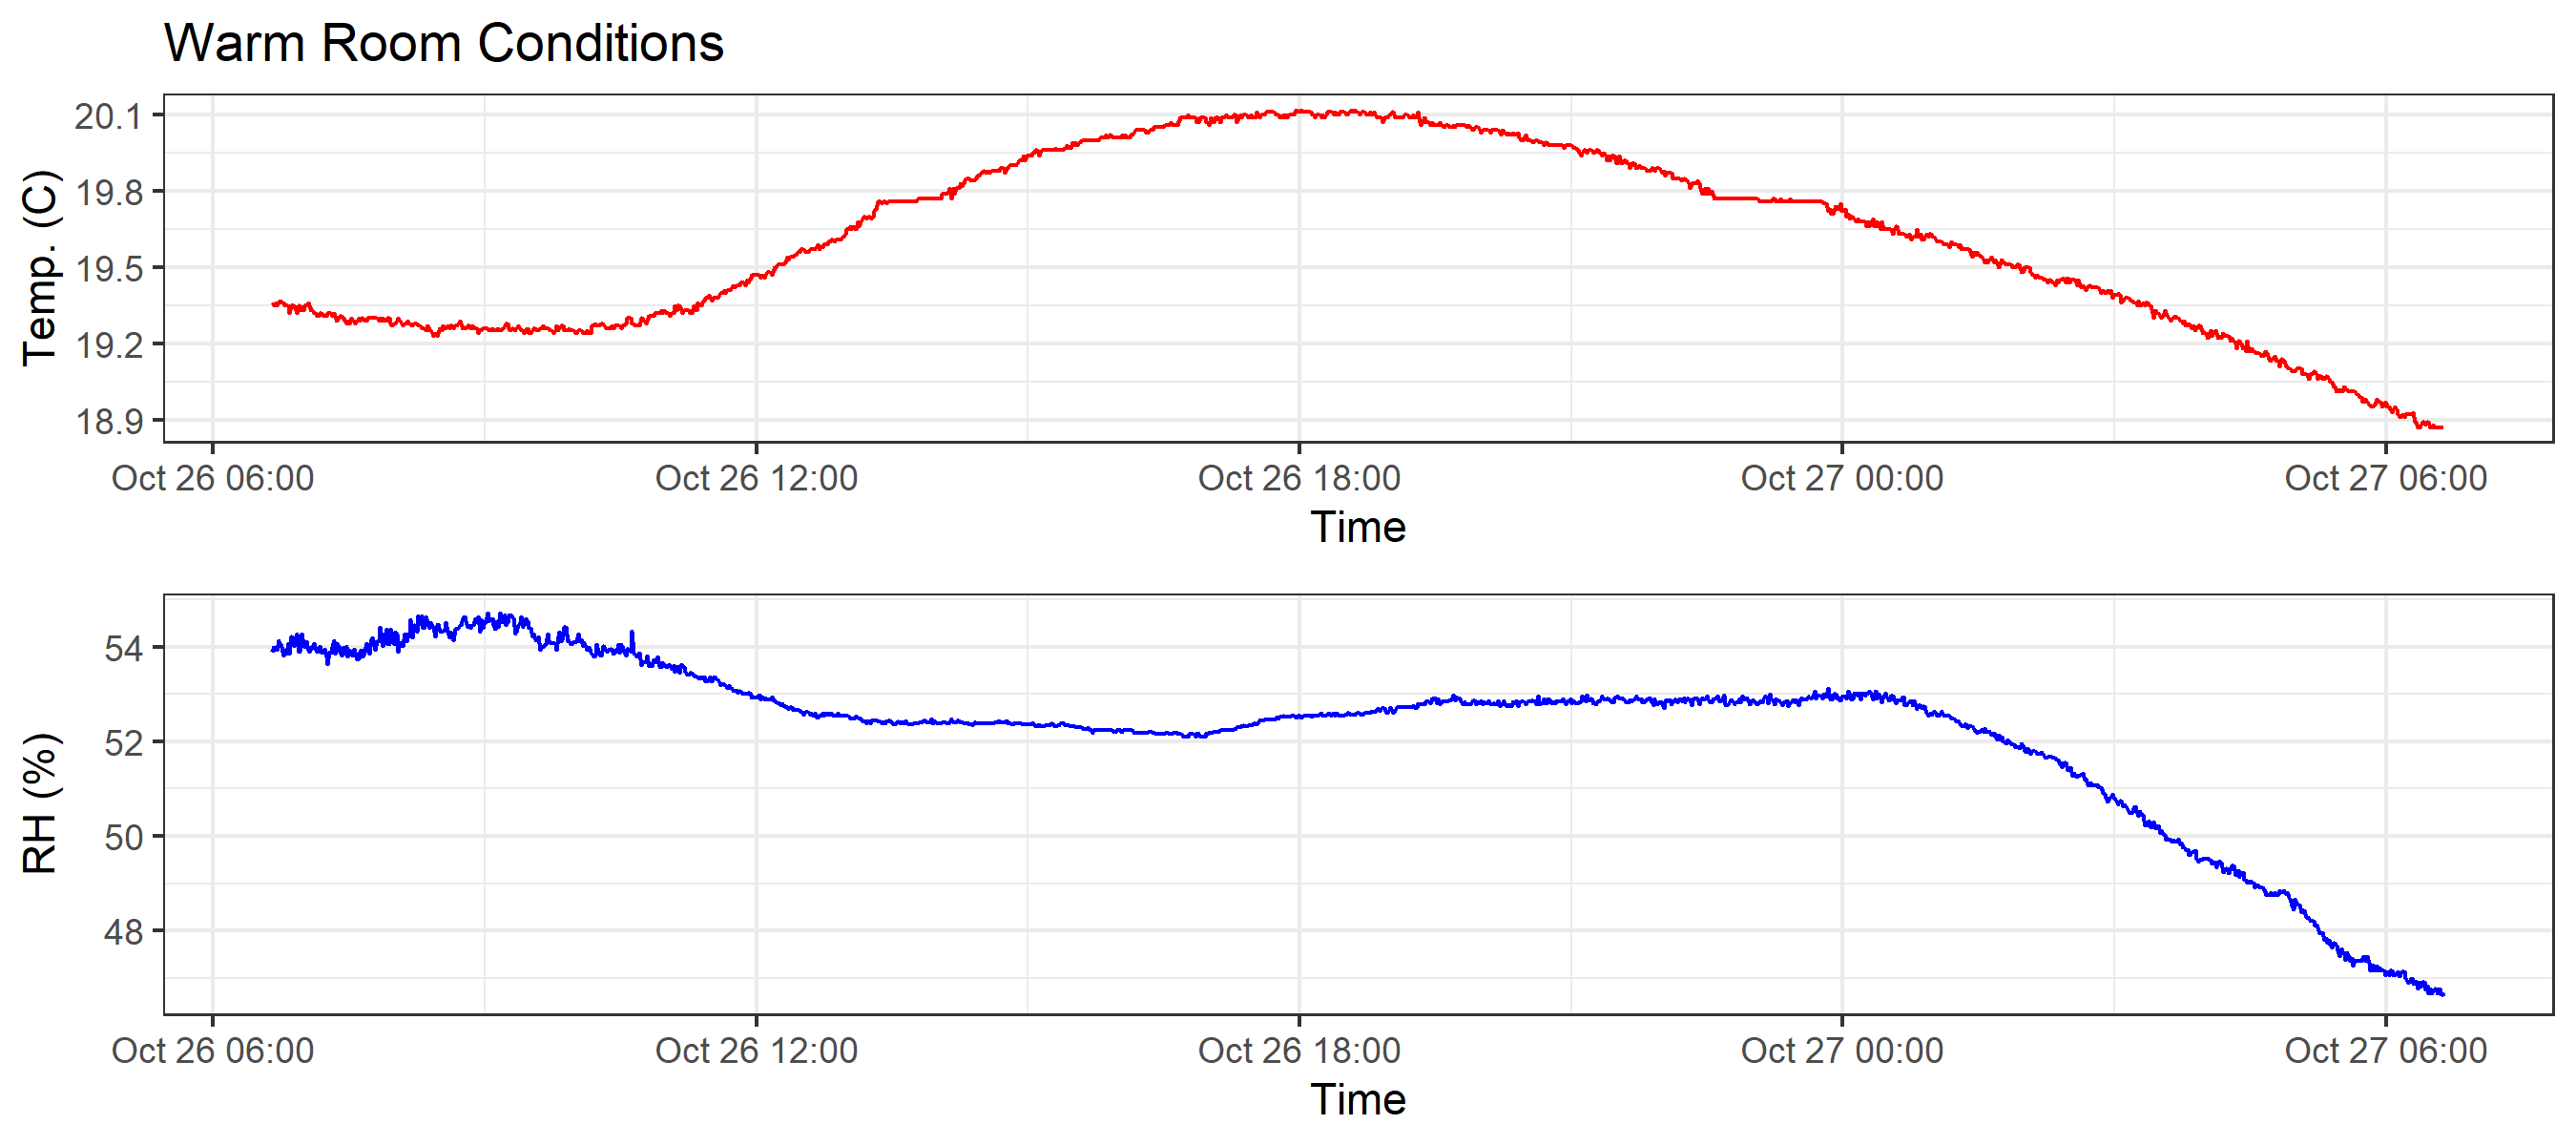 Warm Room Conditions
Temp. (C)
20.1
19.8
19.5
19.2
18.9
Oct 26 06:00 Oct 26 12:00 Oct 26 18:00 Oct 27 00:00 Oct 27 06:00
Time
RH (%)
54
52
50
48
Oct 26 06:00 Oct 26 12:00 Oct 26 18:00 Oct 27 00:00 Oct 27 06:00
Time